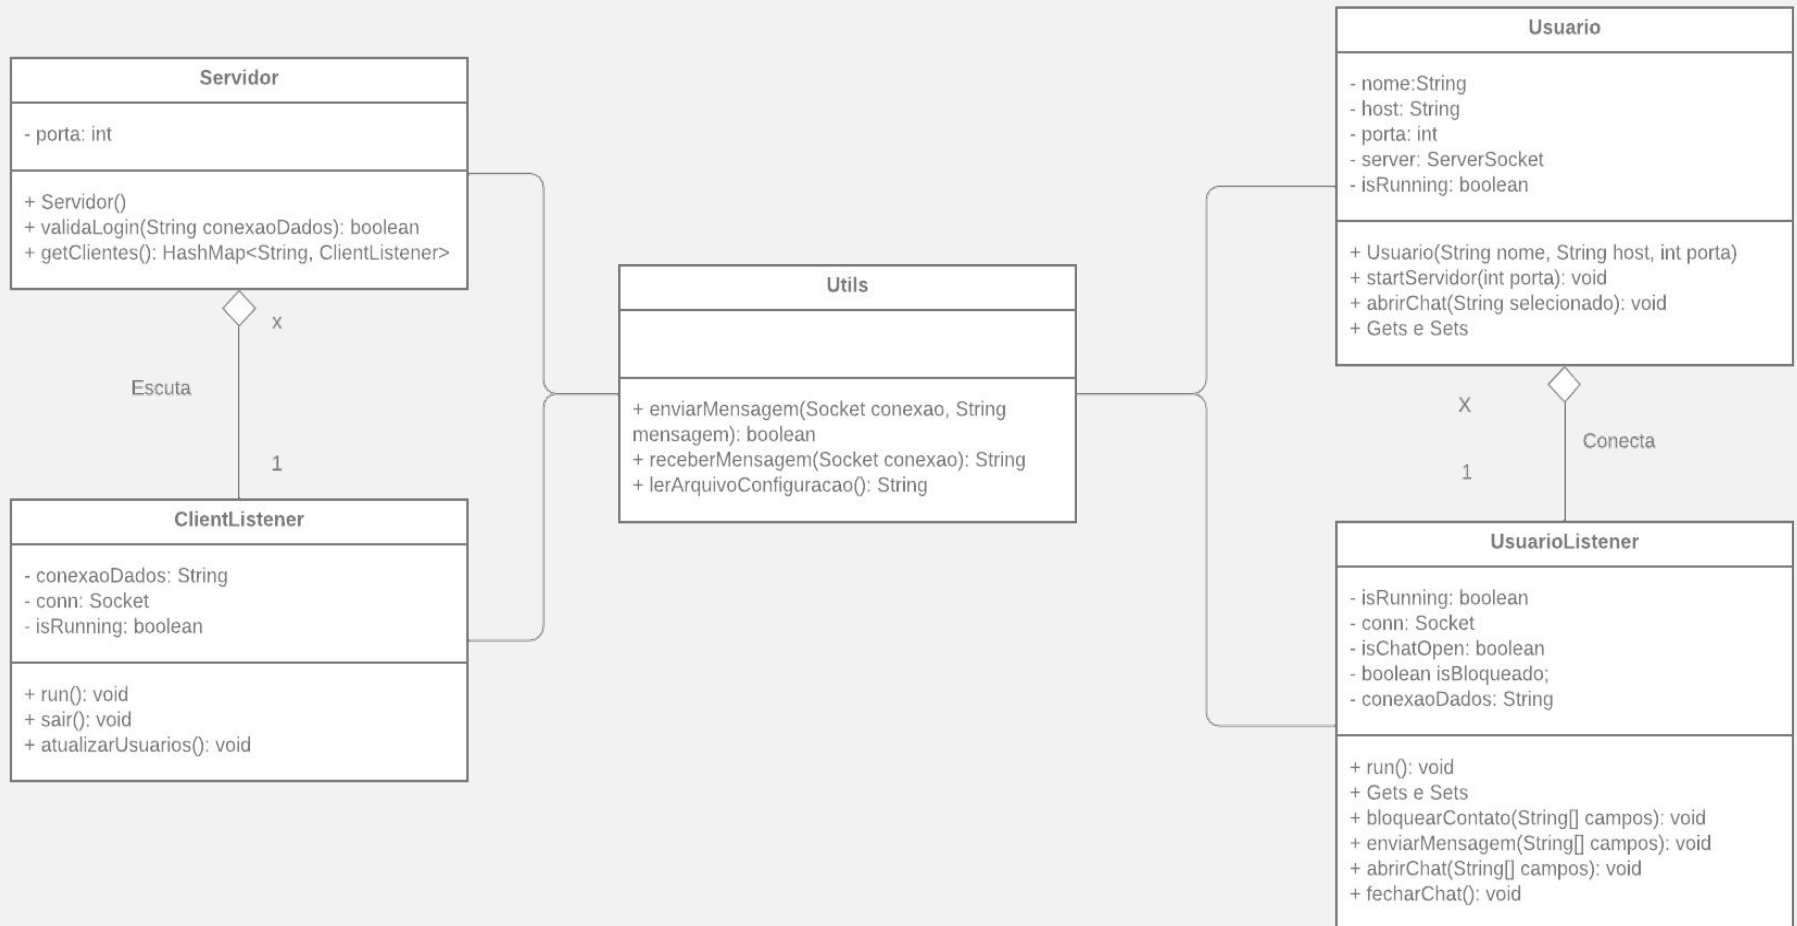 Servidor
- porta: int
+ Servidor()
+ validaLogin(String conexaoDados): boolean
+ getClientes(): HashMap<String, ClientListener>
x
Escuta
1
ClientListener
- conexaoDados: String
- conn: Socket
- isRunning: boolean
+ run(): void
+ sair(): void
+ atualizarUsuarios(): void
Utils
+ enviarMensagem(Socket conexao, String
mensagem): boolean
+ receberMensagem(Socket conexao): String
+ lerArquivoConfiguracao(): String
Usuario
- nome:String
- host: String
- porta: int
- server: ServerSocket
- isRunning: boolean
+ Usuario(String nome, String host, int porta)
+ startServidor(int porta): void
+ abrirChat(String selecionado): void
+ Gets e Sets
X
Conecta
1
UsuarioListener
- isRunning: boolean
- conn: Socket
- isChatOpen: boolean
- boolean isBloqueado;
- conexaoDados: String
+ run(): void
+ Gets e Sets
+ bloquearContato(String[] campos): void
+ enviarMensagem(String[] campos): void
+ abrirChat(String[] campos): void
+ fecharChat(): void